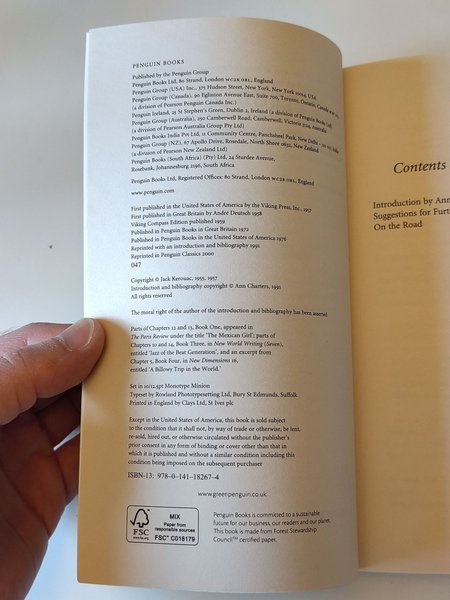 PENGUIN BOOKS
Published by the Penguin Group
Penguin Books Ltd, 80 Strand, London WC2R 0RL, England
Penguin Group (USA) Inc., 375 Hudson Street, New York, New York 10014, USA
Penguin Group (Canada), 90 Eglinton Avenue East, Suite 700, Toronto, Ontario, Canada
(a division of Pearson Penguin Canada Inc.)
Penguin Ireland, 25 St Stephen's Green, Dublin 2, Ireland (a division of Penguin Books Ltd)
Penguin Group (Australia), 250 Camberwell Road, Camberwell, Victoria 3124, Australia
(a division of Pearson Australia Group Pty Ltd)
Penguin Books India Pvt Ltd, 11 Community Centre, Panchsheel Park, New Delhi
Penguin Group (NZ), 67 Apollo Drive, Rosedale, North Shore 0632, New Zealand
(a division of Pearson New Zealand Ltd)
Penguin Books (South Africa) (Pty) Ltd, 24 Sturdee Avenue,
Rosebank, Johannesburg 2196, South Africa
Penguin Books Ltd, Registered Offices: 80 Strand, London WC2R 0RL, England
www.penguin.com
First published in the United States of America by the Viking Press, Inc., 1957
First published in Great Britain by André Deutsch 1958
Viking Compass Edition published 1959
Published in Penguin Books in Great Britain 1972
Published in Penguin Books in the United States of America 1976
Reprinted with an introduction and bibliography 1991
Reprinted in Penguin Classics 2000
047
Copyright © Jack Kerouac, 1955, 1957
Introduction and bibliography copyright © Ann Charters, 1991
All rights reserved
The moral right of the author of the introduction and bibliography has been asserted
Parts of Chapters 12 and 13, Book One, appeared in
The Paris Review under the title 'The Mexican Girl'; parts of
Chapters 10 and 14, Book Three, in New World Writing (Seven),
entitled 'Jazz of the Beat Generation', and an excerpt from
Chapter 5, Book Four, in New Dimensions 16,
entitled 'A Billowy Trip in the World.'
Set in 10/12.5pt Monotype Minion
Typeset by Rowland Phototypesetting Ltd, Bury St Edmunds, Suffolk
Printed in England by Clays Ltd, St Ives plc
Except in the United States of America, this book is sold subject
to the condition that it shall not, by way of trade or otherwise, be lent,
re-sold, hired out, or otherwise circulated without the publisher's
prior consent in any form of binding or cover other than that in
which it is published and without a similar condition including this
condition being imposed on the subsequent purchaser
ISBN-13: 978-0-141-18267-4
www.greenpenguin.co.uk
FSC
www.fsc.org
MIX
Paper from
responsible sources
FSC® C018179
Penguin Books is committed to a sustainable
future for our business, our readers and our planet.
This book is made from Forest Stewardship
Council™ certified paper.
Contents
Introduction by Ann
Suggestions for Furt
On the Road